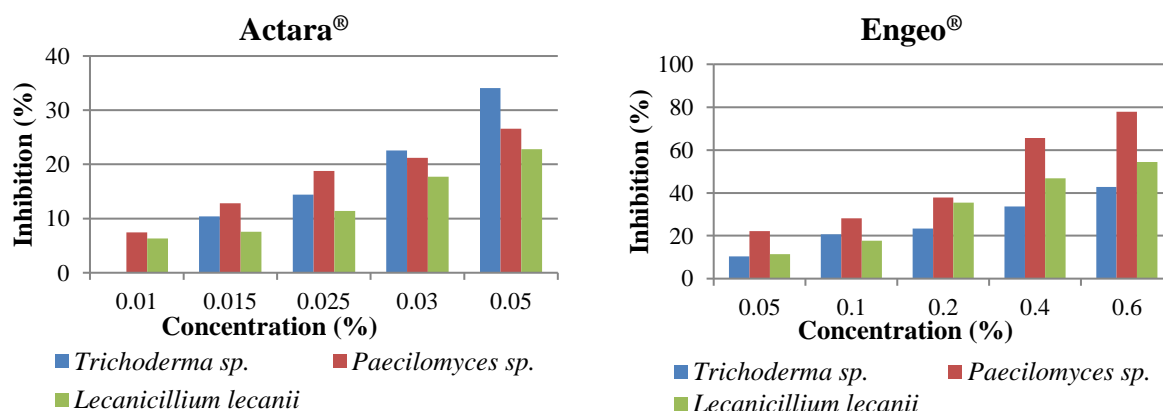 Actara®
Inhibition (%)
40
30
20
10
0
0.01 0.015 0.025 0.03 0.05
Concentration (%)
Trichoderma sp. Paecilomyces sp.
Lecanicillium lecanii
Engeo®
Inhibition (%)
100
80
60
40
20
0
0.05 0.1 0.2 0.4 0.6
Concentration (%)
Trichoderma sp. Paecilomyces sp.
Lecanicillium lecanii